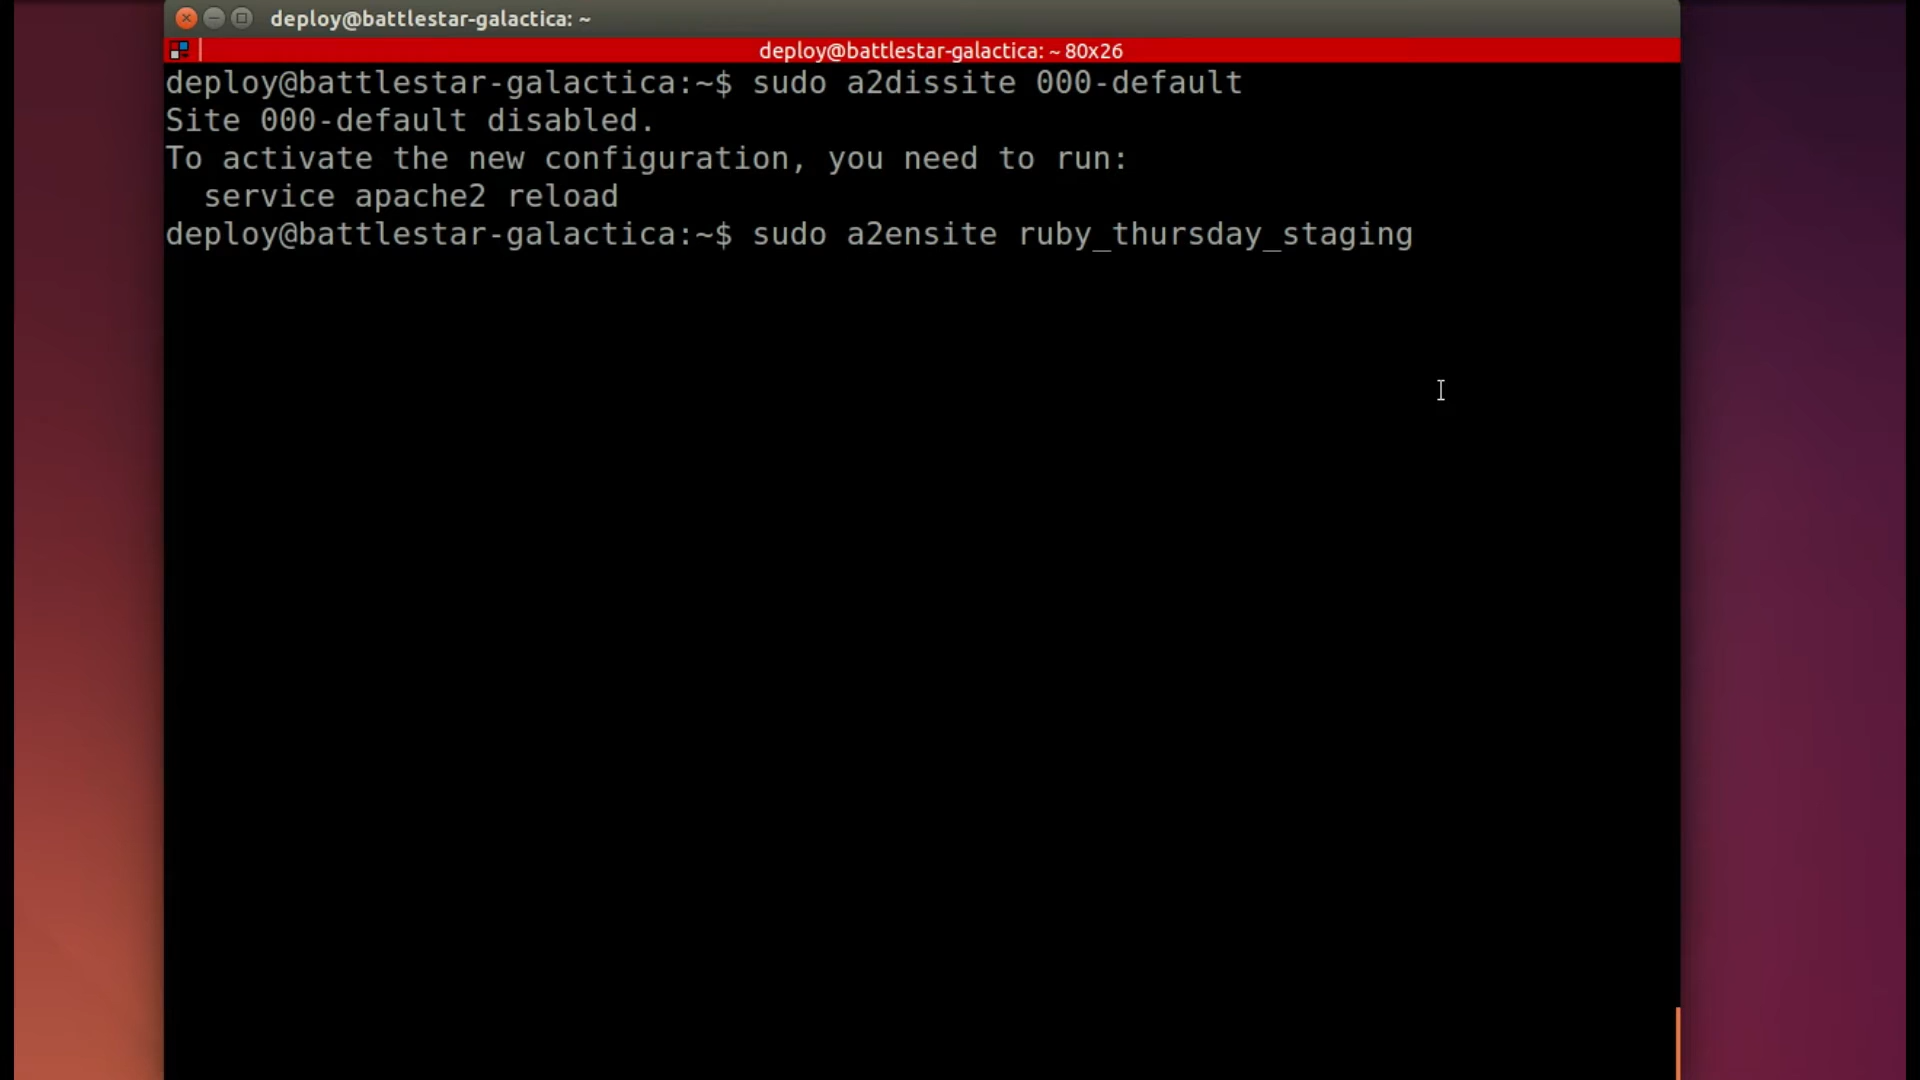 deploy@battlestar-galactica: ~
deploy@battlestar-galactica: ~ 80x26
deploy@battlestar-galactica:~$ sudo a2dissite 000-default
Site 000-default disabled.
To activate the new configuration, you need to run:
  service apache2 reload
deploy@battlestar-galactica:~$ sudo a2ensite ruby_thursday_staging